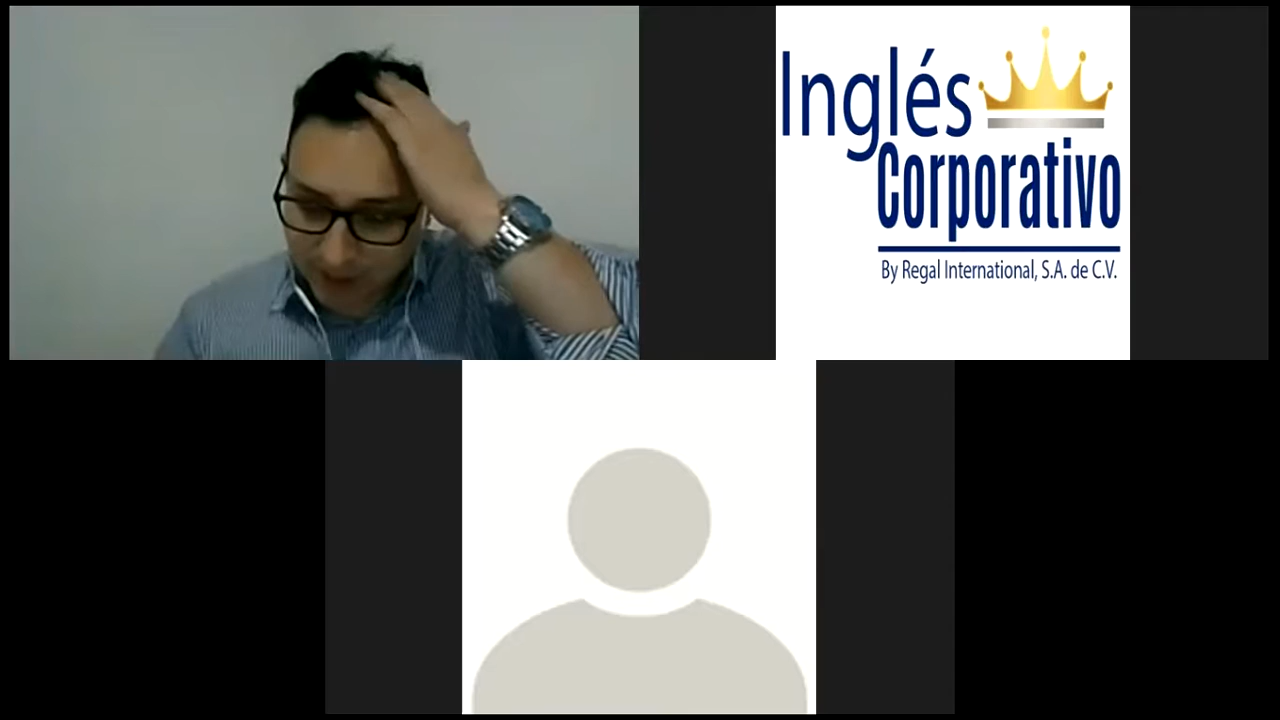 Inglés
Corporativo
By Regal International, S.A. de C.V.